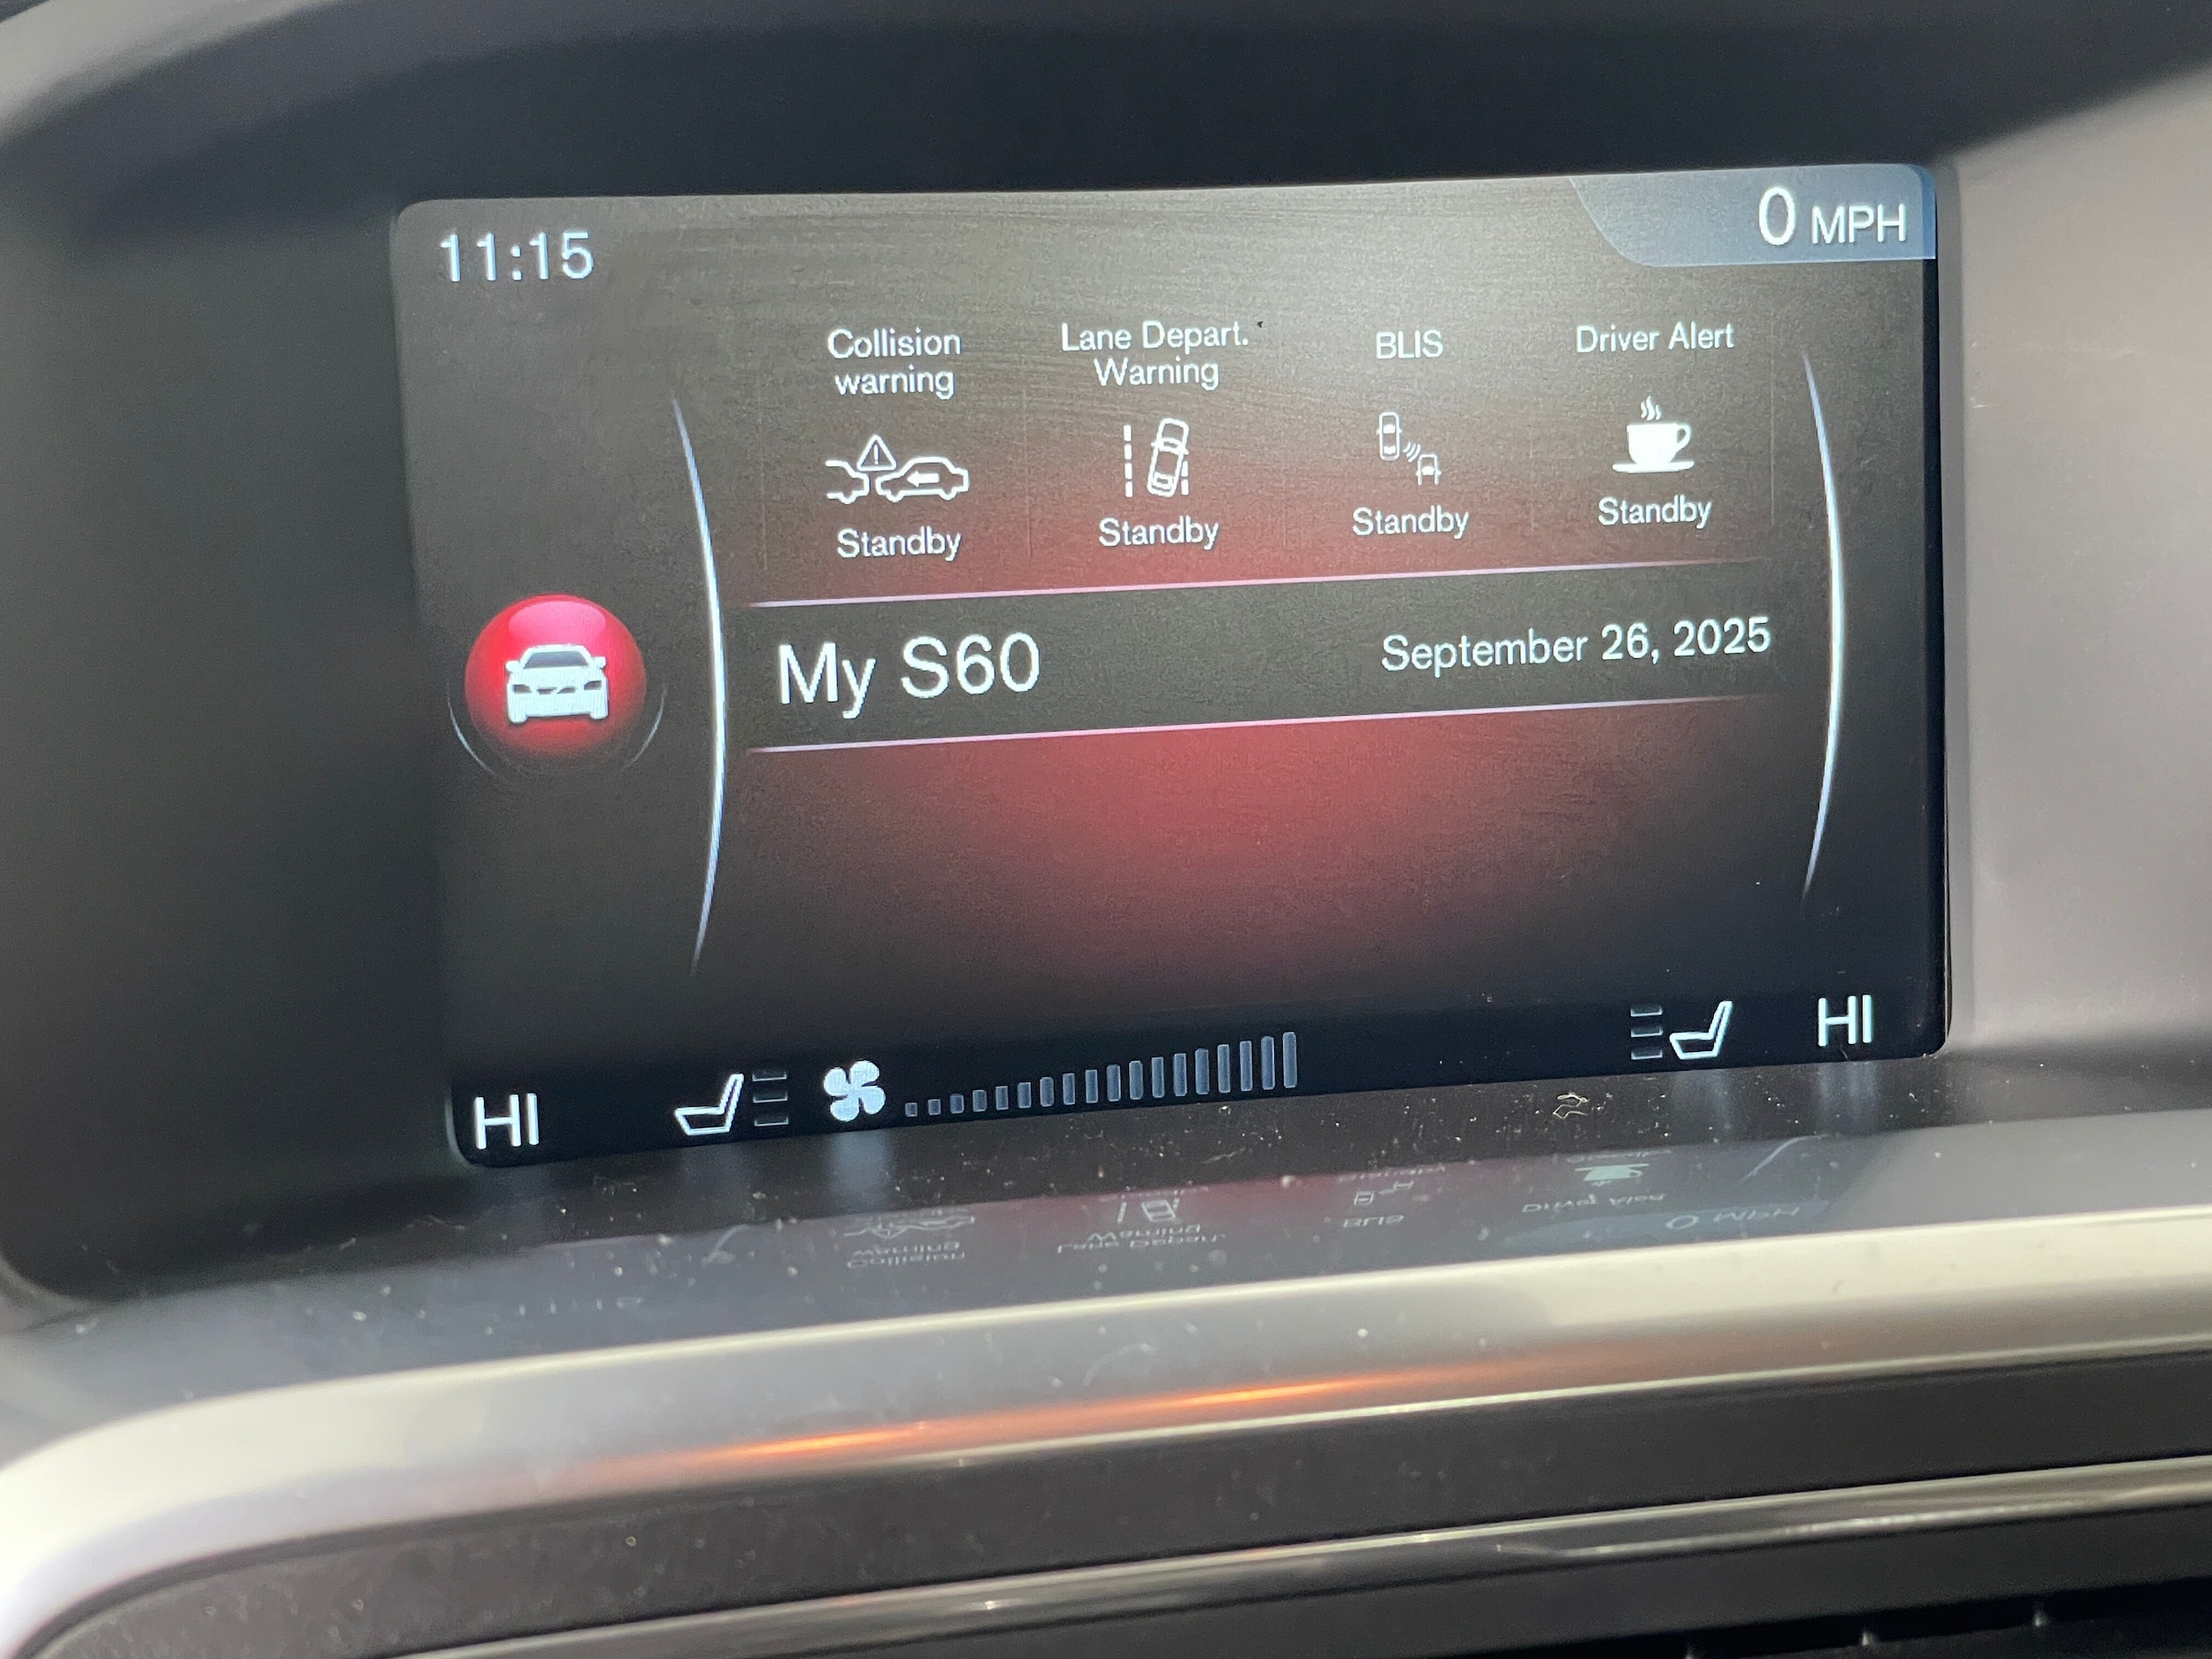 11:15
0 MPH
Collision
warning
Lane Depart.
Warning
BLIS
Driver Alert
Standby
Standby
Standby
Standby
My S60
September 26, 2025
HI
HI